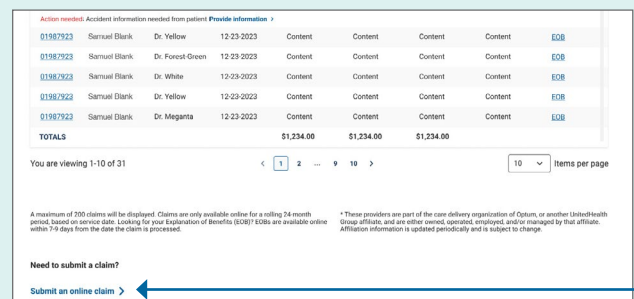 Action needed: Accident information needed from patient Provide information >
01987923 Samuel Blank Dr. Yellow 12-23-2023 Content Content Content Content EOB
01987923 Samuel Blank Dr. Forest-Green 12-23-2023 Content Content Content Content EOB
01987923 Samuel Blank Dr. White 12-23-2023 Content Content Content Content EOB
01987923 Samuel Blank Dr. Yellow 12-23-2023 Content Content Content Content EOB
01987923 Samuel Blank Dr. Meganta 12-23-2023 Content Content Content Content EOB
TOTALS $1,234.00 $1,234.00 $1,234.00
You are viewing 1-10 of 31 < 1 2 ... 9 10 > 10 Items per page
A maximum of 200 claims will be displayed. Claims are only available online for a rolling 24-month
period, based on service date. Looking for your Explanation of Benefits (EOB)? EOBs are available online
within 7-9 days from the date the claim is processed.
* These providers are part of the care delivery organization of Optum, or another UnitedHealth
Group affiliate, and are either owned, operated, employed, and/or managed by that affiliate.
Affiliation information is updated periodically and is subject to change.
Need to submit a claim?
Submit an online claim >